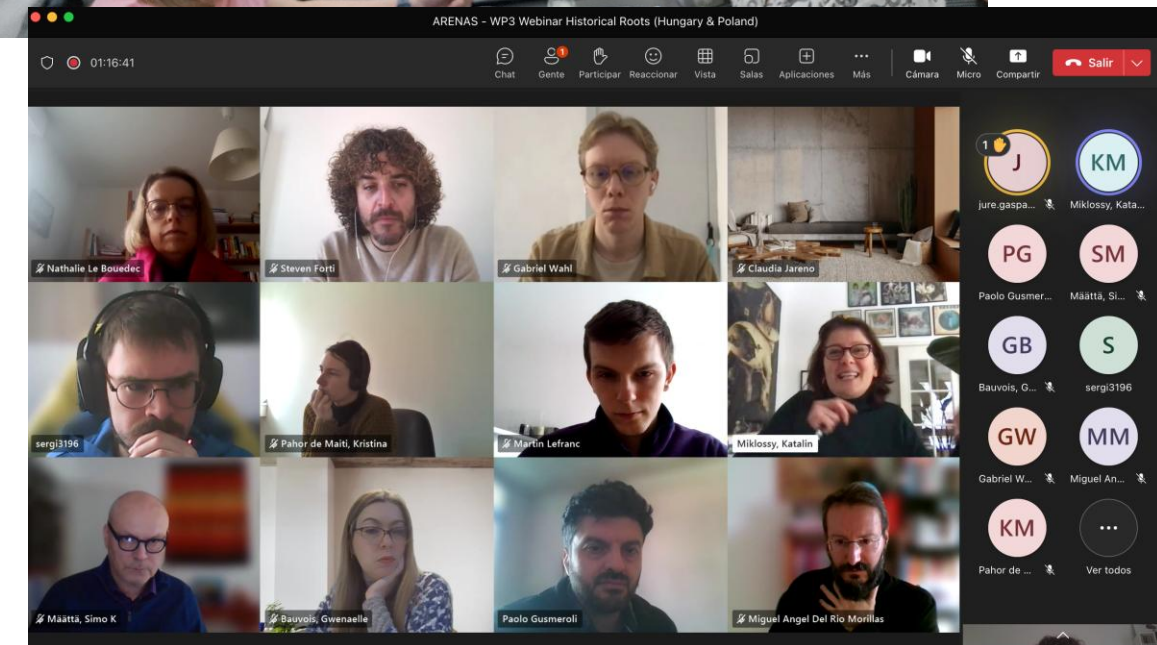 ARENAS - WP3 Webinar Historical Roots (Hungary & Poland)
01:16:41
Chat
Gente
1
Participar
Reaccionar
Vista
Salas
Aplicaciones
Más
Cámara
Micro
Compartir
Salir
Nathalie Le Bouedec
Steven Forti
Gabriel Wahl
Claudia Jareno
sergi3196
Pahor de Maiti, Kristina
Martin Lefranc
Miklossy, Katalin
Määttä, Simo K
Bauvois, Gwenaelle
Paolo Gusmeroli
Miguel Angel Del Rio Morillas
1
J
jure.gaspa...
KM
Miklossy, Kata...
PG
Paolo Gusmer...
SM
Määttä, Si...
GB
Bauvois, G...
S
sergi3196
GW
Gabriel W...
MM
Miguel An...
KM
Pahor de ...
...
Ver todos